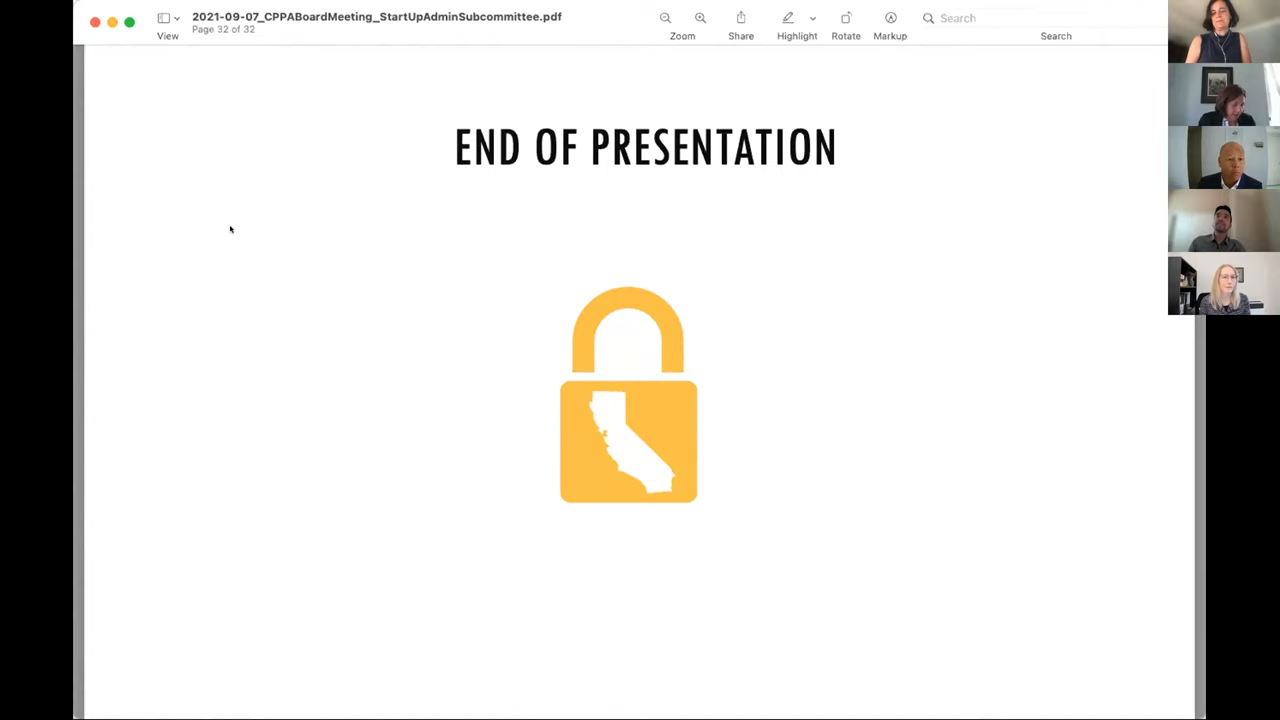 2021-09-07_CPPABoardMeeting_StartUpAdminSubcommittee.pdf
Page 32 of 32
View
Zoom
Share
Highlight
Rotate
Markup
Search
Search
END OF PRESENTATION